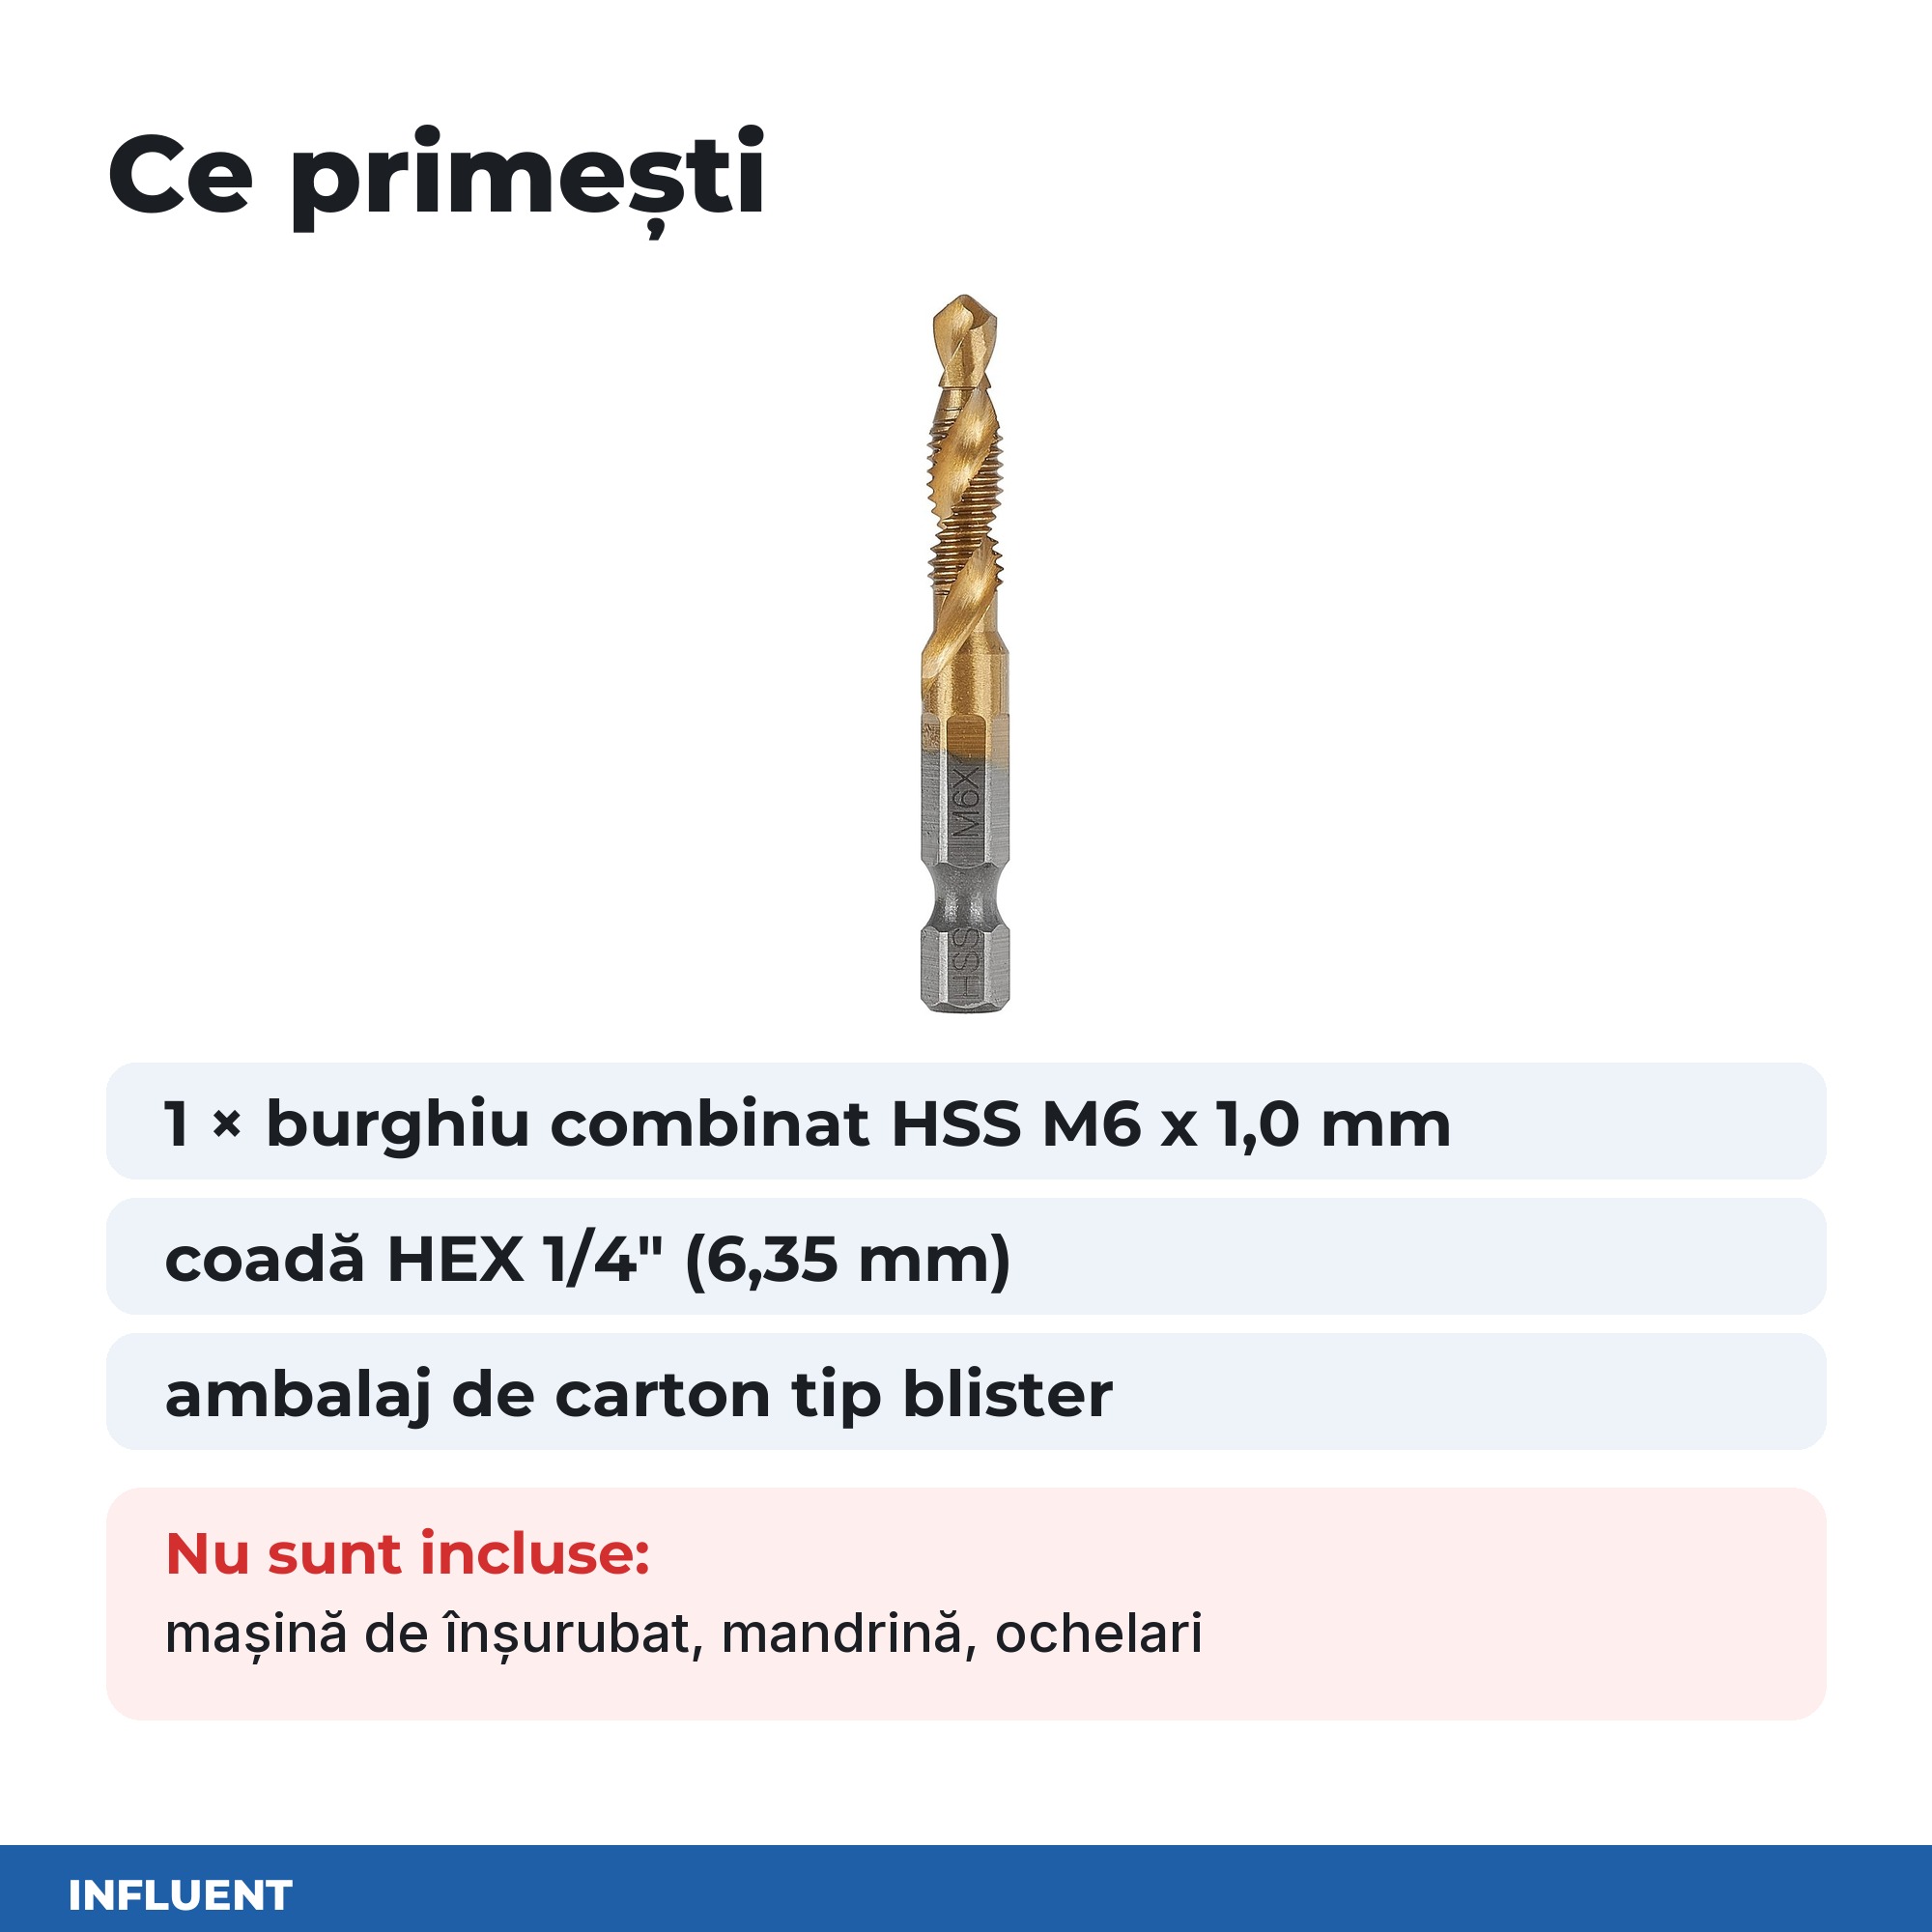 Ce primești
M6X
HSS
1 × burghiu combinat HSS M6 x 1,0 mm
coadă HEX 1/4" (6,35 mm)
ambalaj de carton tip blister
Nu sunt incluse:
mașină de înșurubat, mandrină, ochelari
INFLUENT